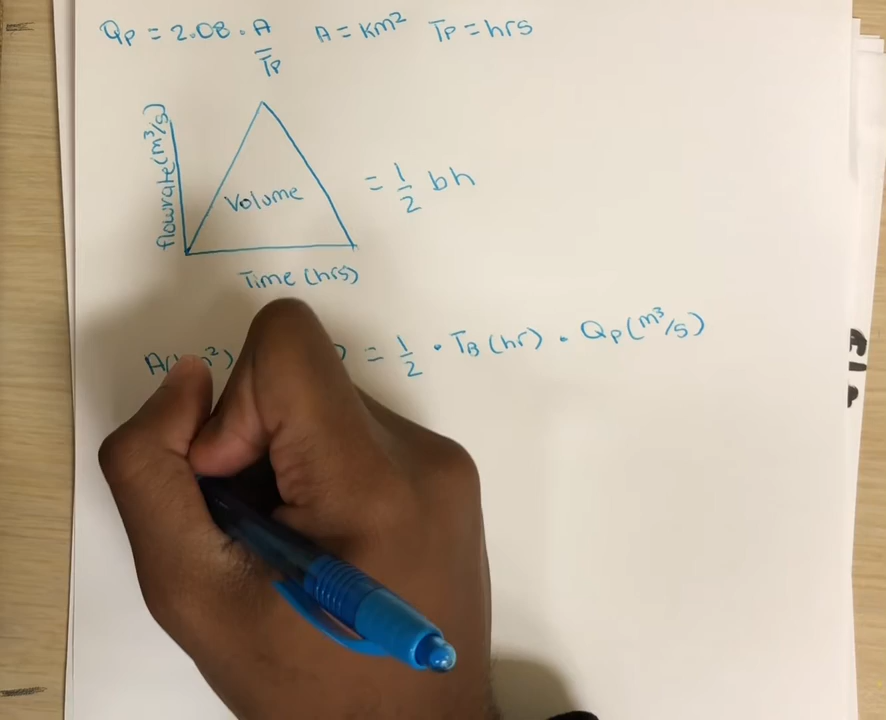 Qp = 2.08 · A/Tp A = km² Tp = hrs
flowrate (m³/s)
Volume
= 1/2 bh
Time (hrs)
= 1/2 · TB (hr) · Qp (m³/s)